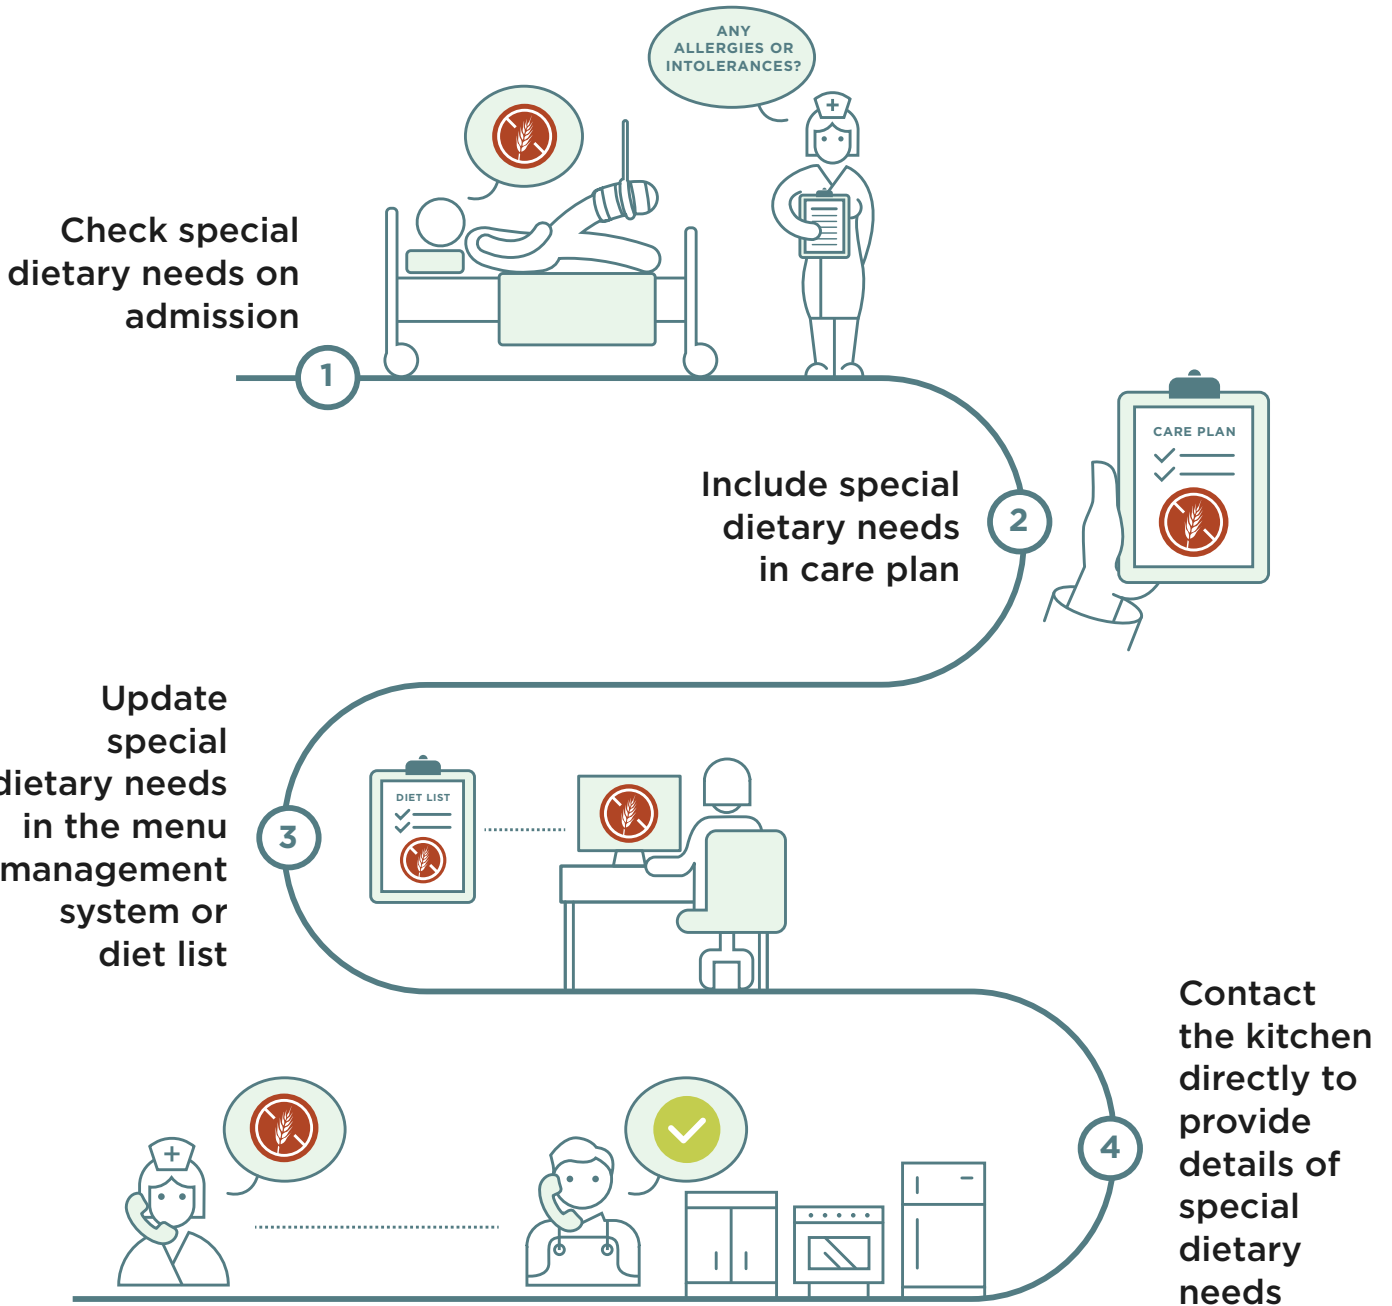 ANY
ALLERGIES OR
INTOLERANCES?
Check special
dietary needs on
admission
1
CARE PLAN
Include special
dietary needs
in care plan
2
Update
special
dietary needs
in the menu
management
system or
diet list
3
DIET LIST
Contact
the kitchen
directly to
provide
details of
special
dietary
needs
4